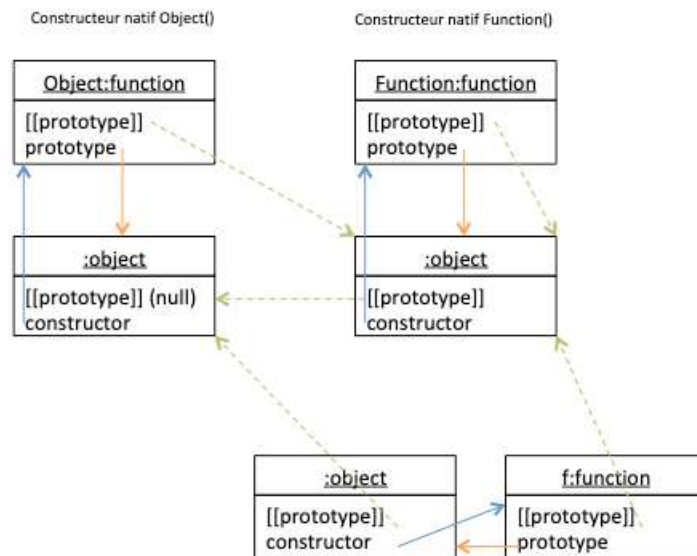 Constructeur natif Object()
Constructeur natif Function()
Object:function
[[prototype]]
prototype
Function:function
[[prototype]]
prototype
:object
[[prototype]] (null)
constructor
:object
[[prototype]]
constructor
:object
[[prototype]]
constructor
f:function
[[prototype]]
prototype